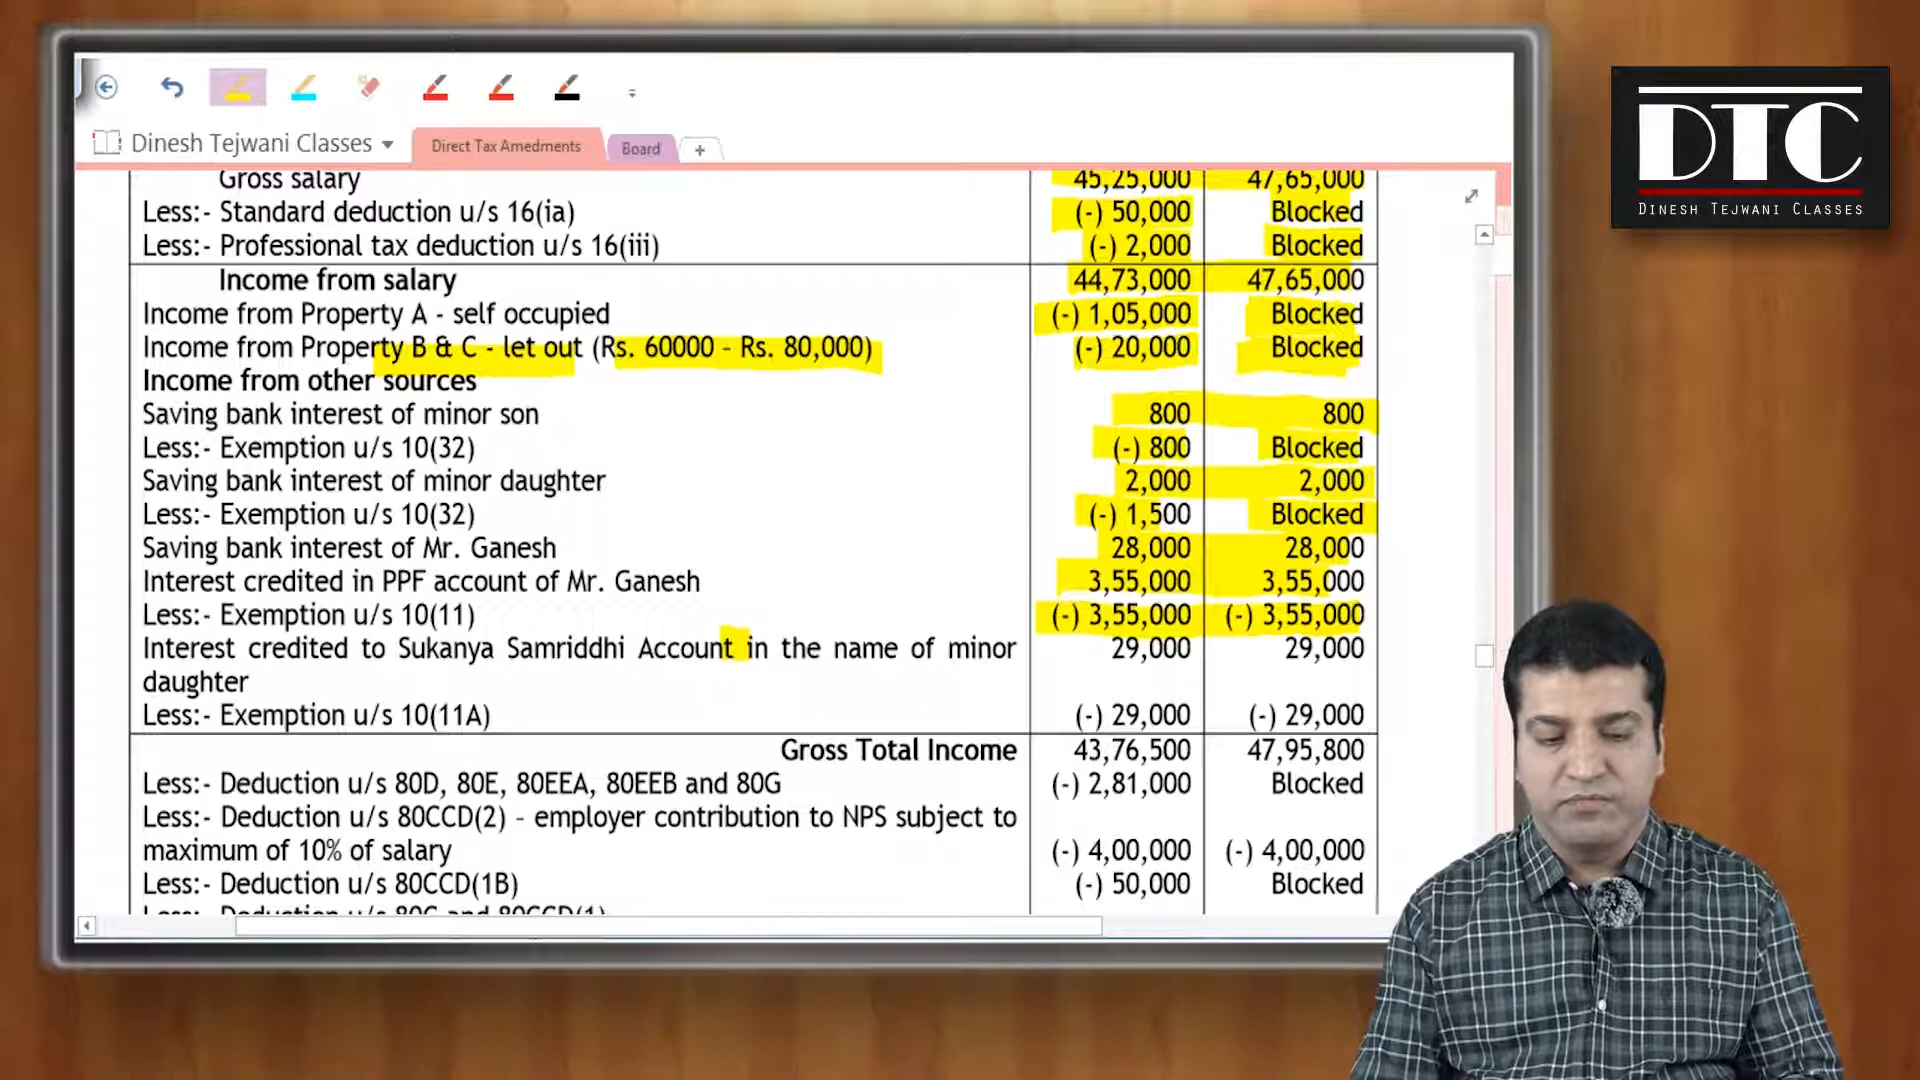 Dinesh Tejwani Classes
Direct Tax Amedments
Board
+
DTC
DINESH TEJWANI CLASSES
Gross salary 45,25,000 47,65,000
Less:- Standard deduction u/s 16(ia) (-) 50,000 Blocked
Less:- Professional tax deduction u/s 16(iii) (-) 2,000 Blocked
Income from salary 44,73,000 47,65,000
Income from Property A - self occupied (-) 1,05,000 Blocked
Income from Property B & C - let out (Rs. 60000 – Rs. 80,000) (-) 20,000 Blocked
Income from other sources
Saving bank interest of minor son 800 800
Less:- Exemption u/s 10(32) (-) 800 Blocked
Saving bank interest of minor daughter 2,000 2,000
Less:- Exemption u/s 10(32) (-) 1,500 Blocked
Saving bank interest of Mr. Ganesh 28,000 28,000
Interest credited in PPF account of Mr. Ganesh 3,55,000 3,55,000
Less:- Exemption u/s 10(11) (-) 3,55,000 (-) 3,55,000
Interest credited to Sukanya Samriddhi Account in the name of minor 29,000 29,000
daughter
Less:- Exemption u/s 10(11A) (-) 29,000 (-) 29,000
Gross Total Income 43,76,500 47,95,800
Less:- Deduction u/s 80D, 80E, 80EEA, 80EEB and 80G (-) 2,81,000 Blocked
Less:- Deduction u/s 80CCD(2) – employer contribution to NPS subject to
maximum of 10% of salary (-) 4,00,000 (-) 4,00,000
Less:- Deduction u/s 80CCD(1B) (-) 50,000 Blocked
Less:- Deduction u/s 80C and 80CCD(1)